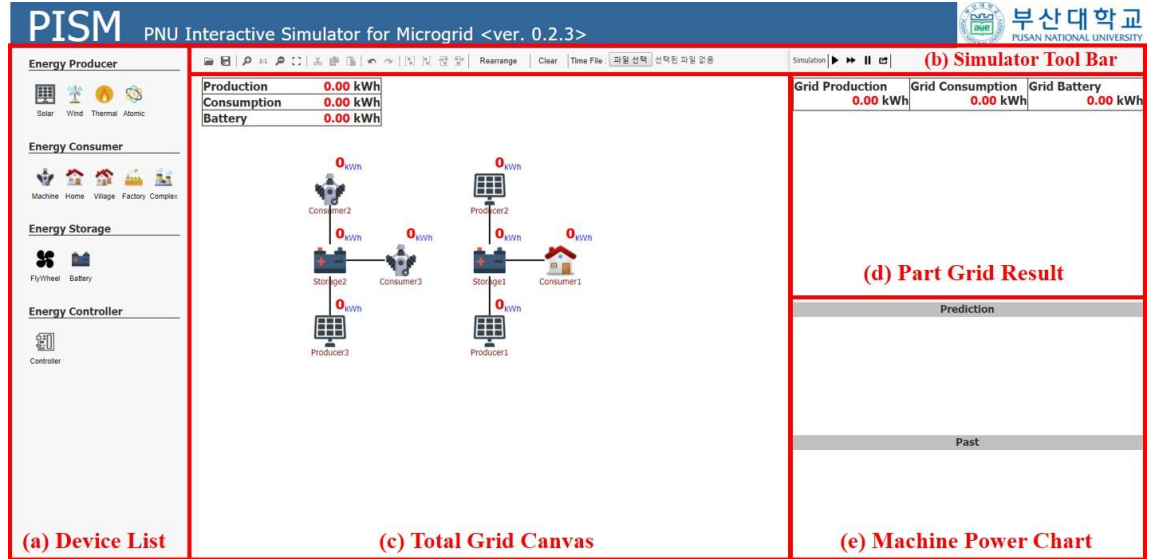 PISM PNU Interactive Simulator for Microgrid <ver. 0.2.3>
부산대학교
PUSAN NATIONAL UNIVERSITY
Energy Producer
Solar Wind Thermal Atomic
Energy Consumer
Machine Home Village Factory Complex
Energy Storage
FlyWheel Battery
Energy Controller
Controller
(a) Device List
1:1 Rearrange Clear Time File : 파일 선택 선택된 파일 없음
Simulation
(b) Simulator Tool Bar
Production 0.00 kWh
Consumption 0.00 kWh
Battery 0.00 kWh
0kWh 0kWh
Consumer2 Producer2
0kWh 0kWh 0kWh 0kWh
Storage2 Consumer3 Storage1 Consumer1
0kWh 0kWh
Producer3 Producer1
(c) Total Grid Canvas
Grid Production Grid Consumption Grid Battery
0.00 kWh 0.00 kWh 0.00 kWh
(d) Part Grid Result
Prediction
Past
(e) Machine Power Chart